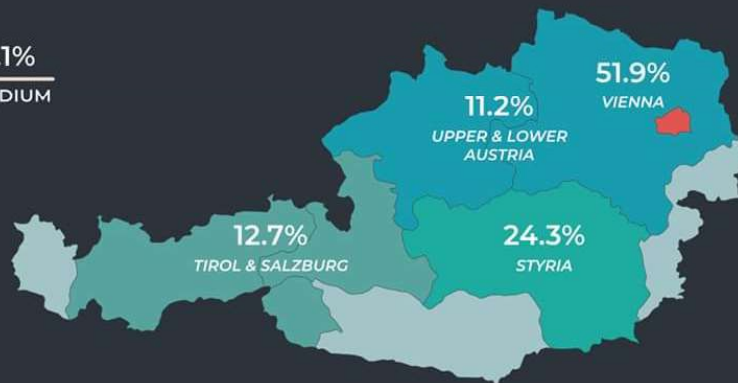 51.9%
VIENNA
11.2%
UPPER & LOWER
AUSTRIA
12.7%
TIROL & SALZBURG
24.3%
STYRIA